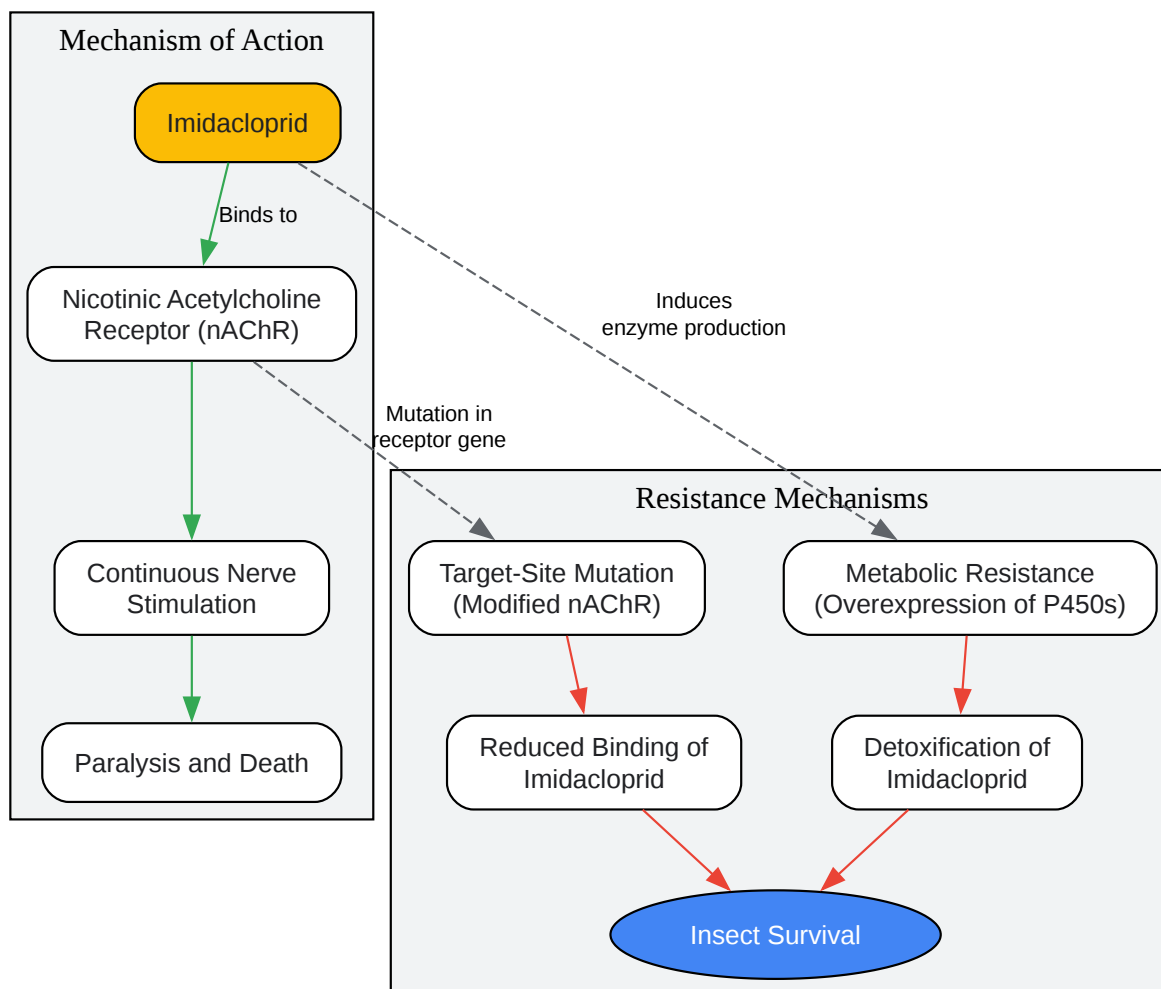 Mechanism of Action
Imidacloprid
Binds to
Nicotinic Acetylcholine
Receptor (nAChR)
Induces
enzyme production
Mutation in
receptor gene
Continuous Nerve
Stimulation
Paralysis and Death
Resistance Mechanisms
Target-Site Mutation
(Modified nAChR)
Metabolic Resistance
(Overexpression of P450s)
Reduced Binding of
Imidacloprid
Detoxification of
Imidacloprid
Insect Survival